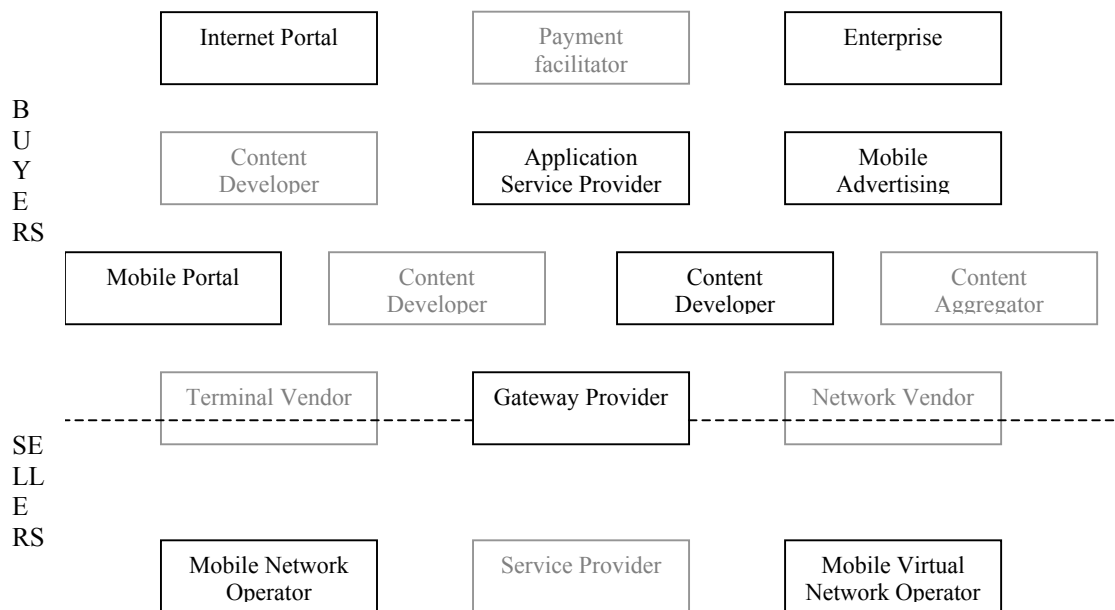 Internet Portal
Payment
facilitator
Enterprise
B
U
Y
E
RS
Content
Developer
Application
Service Provider
Mobile
Advertising
Mobile Portal
Content
Developer
Content
Developer
Content
Aggregator
Terminal Vendor
Gateway Provider
Network Vendor
SE
LL
E
RS
Mobile Network
Operator
Service Provider
Mobile Virtual
Network Operator